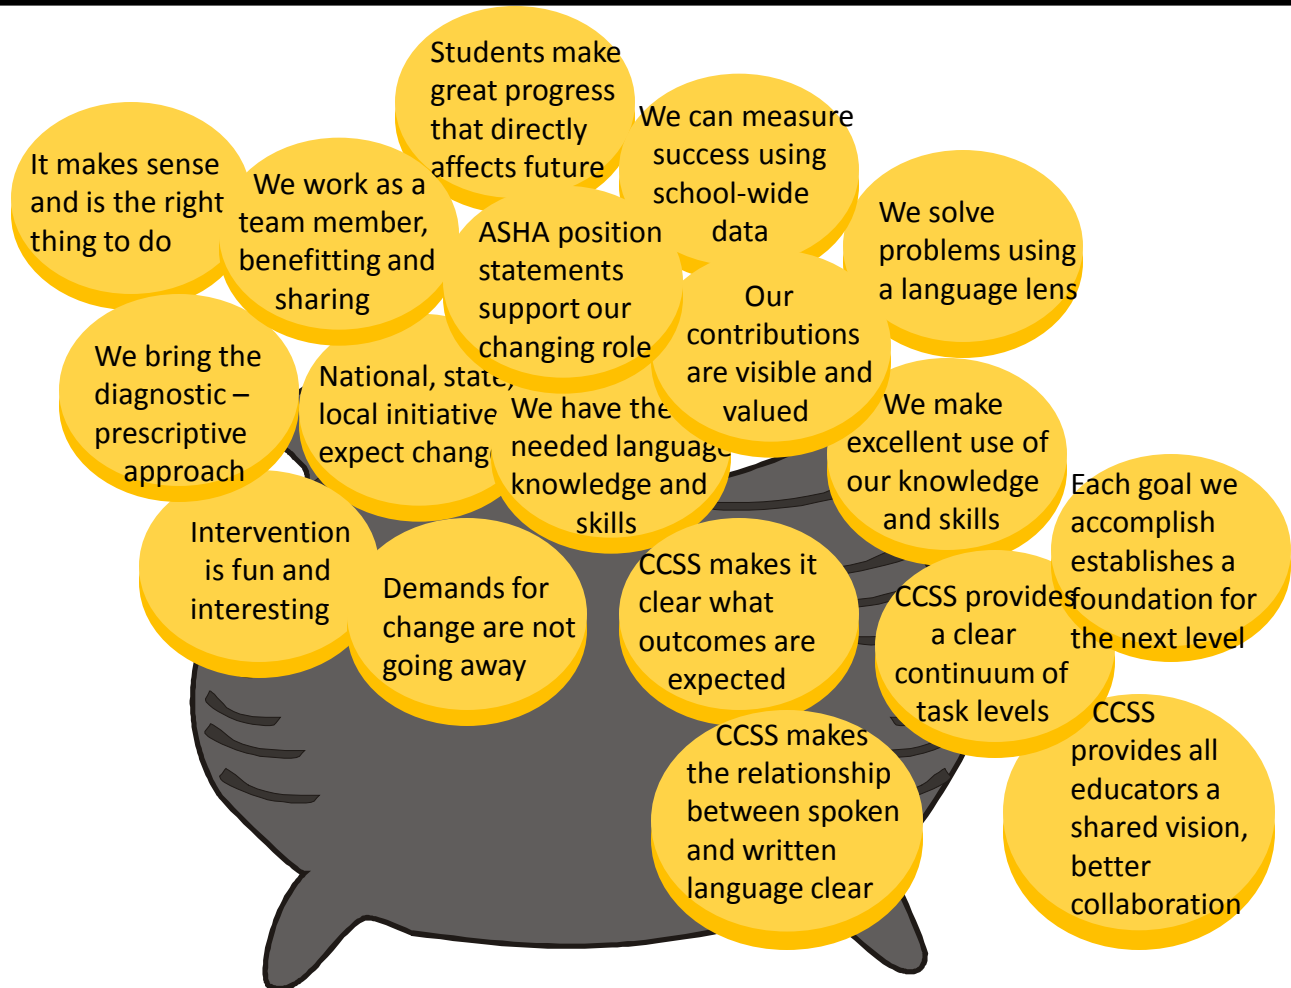 Students make
great progress
that directly
affects future
We can measure
success using
school-wide
data
It makes sense
and is the right
thing to do
We work as a
team member,
benefitting and
sharing
ASHA position
statements
support our
changing role
We solve
problems using
a language lens
Our
contributions
are visible and
valued
We bring the
diagnostic –
prescriptive
approach
National, state,
local initiative
expect chang
We have the
needed language
knowledge and
skills
We make
excellent use of
our knowledge
and skills
Each goal we
accomplish
establishes a
foundation for
the next level
Intervention
is fun and
interesting
Demands for
change are not
going away
CCSS makes it
clear what
outcomes are
expected
CCSS provides
a clear
continuum of
task levels
CCSS makes
the relationship
between spoken
and written
language clear
CCSS
provides all
educators a
shared vision,
better
collaboration